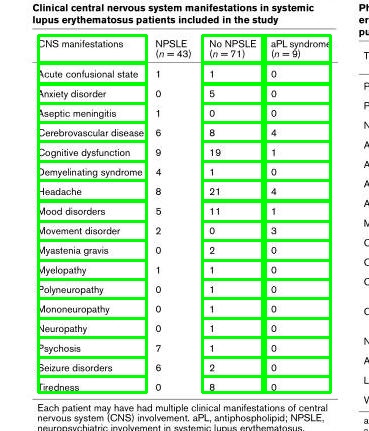 Clinical central nervous system manifestations in systemic
lupus erythematosus patients included in the study
CNS manifestations NPSLE (n = 43) No NPSLE (n = 71) aPL syndrome (n = 9)
Acute confusional state 1 1 0
Anxiety disorder 0 5 0
Aseptic meningitis 1 0 0
Cerebrovascular disease 6 8 4
Cognitive dysfunction 9 19 1
Demyelinating syndrome 4 1 0
Headache 8 21 4
Mood disorders 5 11 1
Movement disorder 2 0 3
Myastenia gravis 0 2 0
Myelopathy 1 1 0
Polyneuropathy 0 1 0
Mononeuropathy 0 1 0
Neuropathy 0 1 0
Psychosis 7 1 0
Seizure disorders 6 2 0
Tiredness 0 8 0
Each patient may have had multiple clinical manifestations of central
nervous system (CNS) involvement. aPL, antiphospholipid; NPSLE,
neuropsychiatric involvement in systemic lupus erythematosus.